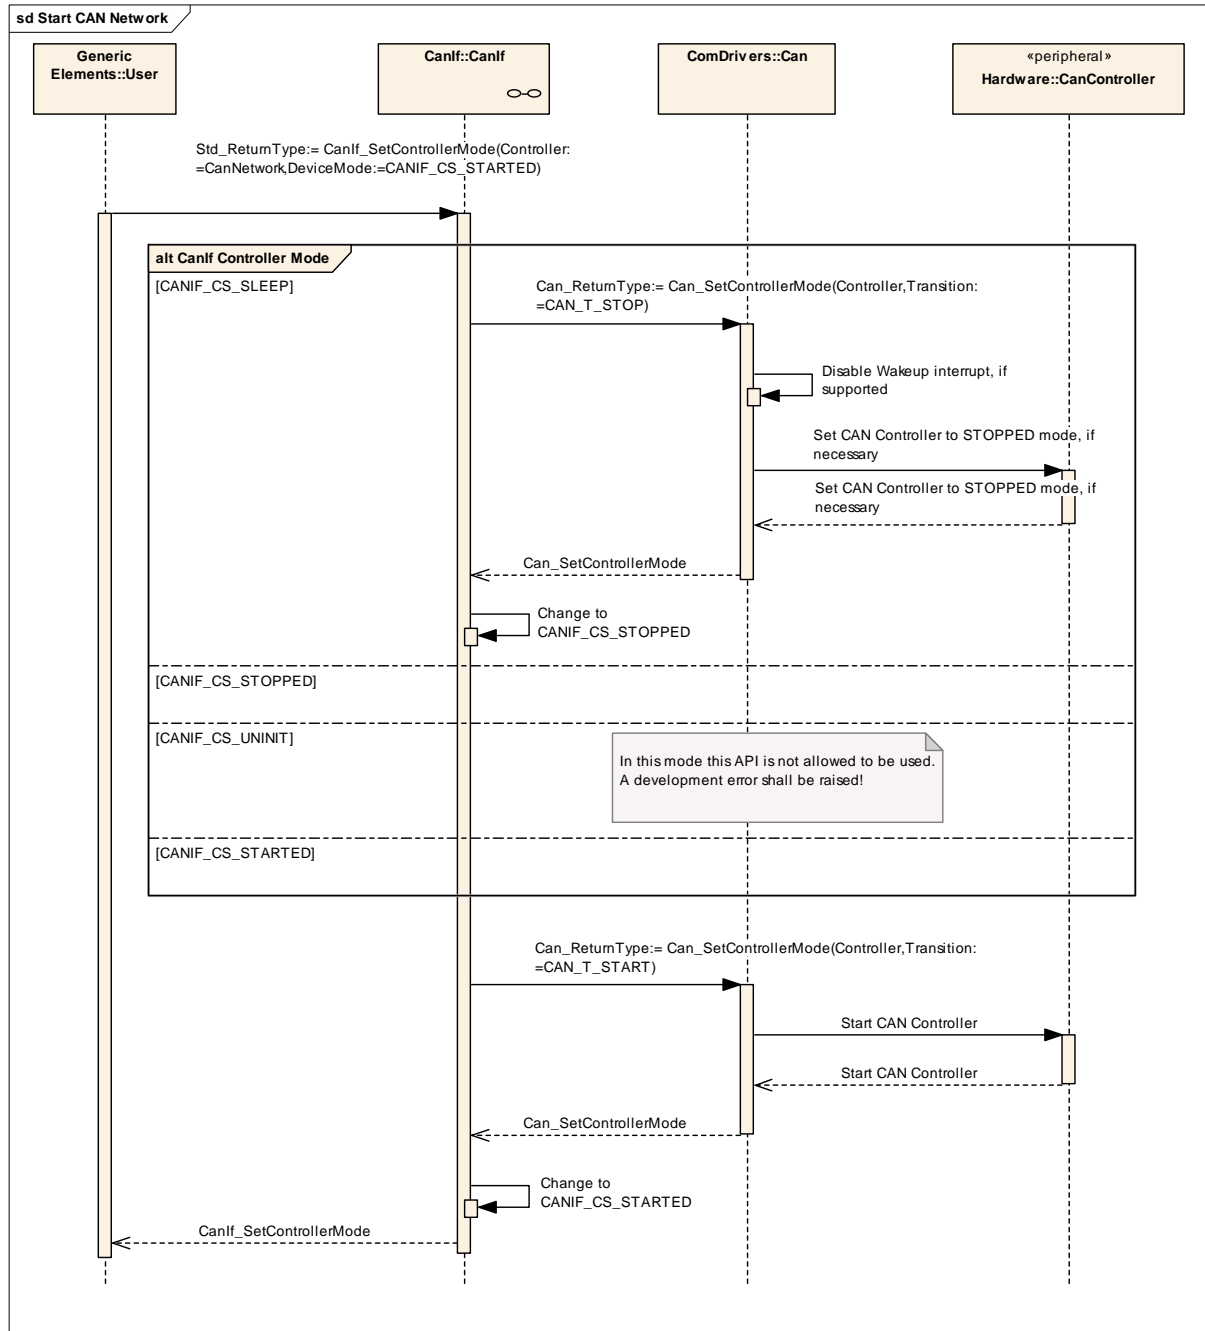 sd Start CAN Network
Generic
Elements::User
CanIf::CanIf
ComDrivers::Can
«peripheral»
Hardware::CanController
Std_ReturnType:= CanIf_SetControllerMode(Controller:
=CanNetwork,DeviceMode:=CANIF_CS_STARTED)
alt CanIf Controller Mode
[CANIF_CS_SLEEP]
Can_ReturnType:= Can_SetControllerMode(Controller,Transition:
=CAN_T_STOP)
Disable Wakeup interrupt, if
supported
Set CAN Controller to STOPPED mode, if
necessary
Set CAN Controller to STOPPED mode, if
necessary
Can_SetControllerMode
Change to
CANIF_CS_STOPPED
[CANIF_CS_STOPPED]
[CANIF_CS_UNINIT]
In this mode this API is not allowed to be used.
A development error shall be raised!
[CANIF_CS_STARTED]
Can_ReturnType:= Can_SetControllerMode(Controller,Transition:
=CAN_T_START)
Start CAN Controller
Start CAN Controller
Can_SetControllerMode
Change to
CANIF_CS_STARTED
CanIf_SetControllerMode